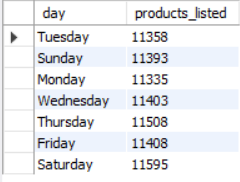 day products_listed
Tuesday 11358
Sunday 11393
Monday 11335
Wednesday 11403
Thursday 11508
Friday 11408
Saturday 11595